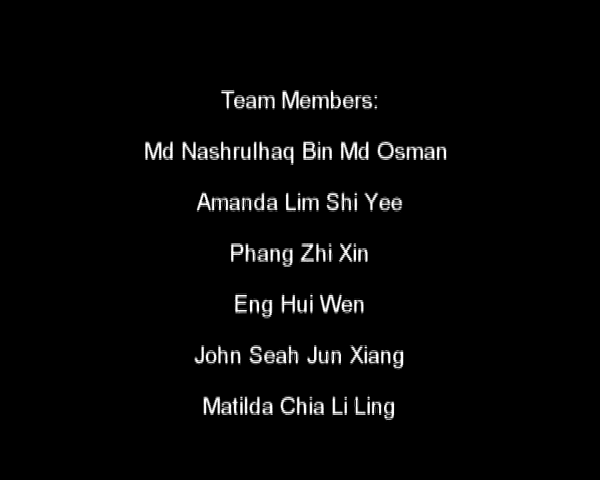 Team Members:
Md Nashrulhaq Bin Md Osman
Amanda Lim Shi Yee
Phang Zhi Xin
Eng Hui Wen
John Seah Jun Xiang
Matilda Chia Li Ling